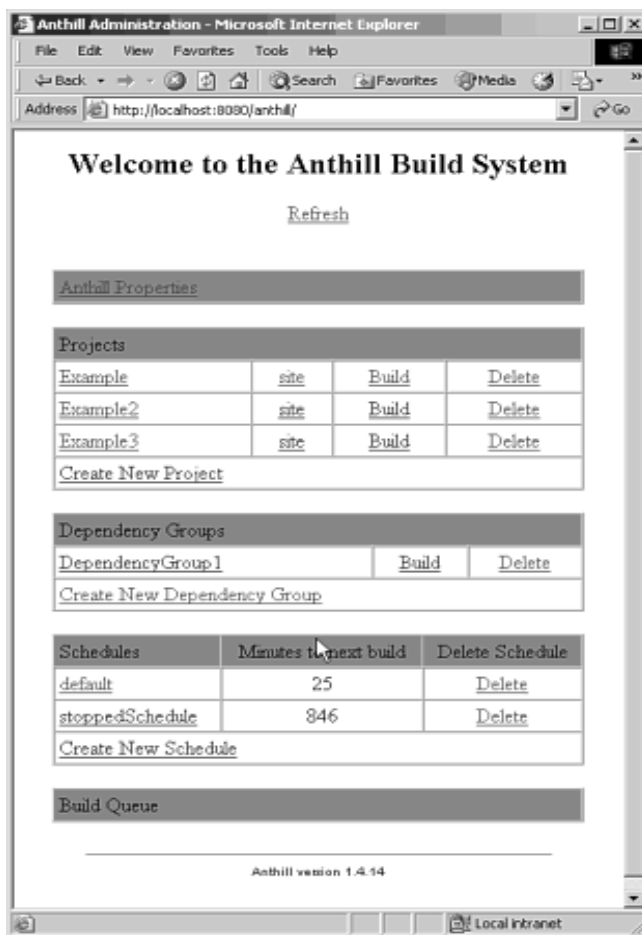 Anthill Administration - Microsoft Internet Explorer
File Edit View Favorites Tools Help
Back Search Favorites Media
Address http://localhost:8080/anthill/ Go
Welcome to the Anthill Build System
Refresh
Anthill Properties
Projects
Example site Build Delete
Example2 site Build Delete
Example3 site Build Delete
Create New Project
Dependency Groups
DependencyGroup1 Build Delete
Create New Dependency Group
Schedules Minutes to next build Delete Schedule
default 25 Delete
stoppedSchedule 846 Delete
Create New Schedule
Build Queue
Anthill version 1.4.14
Local intranet